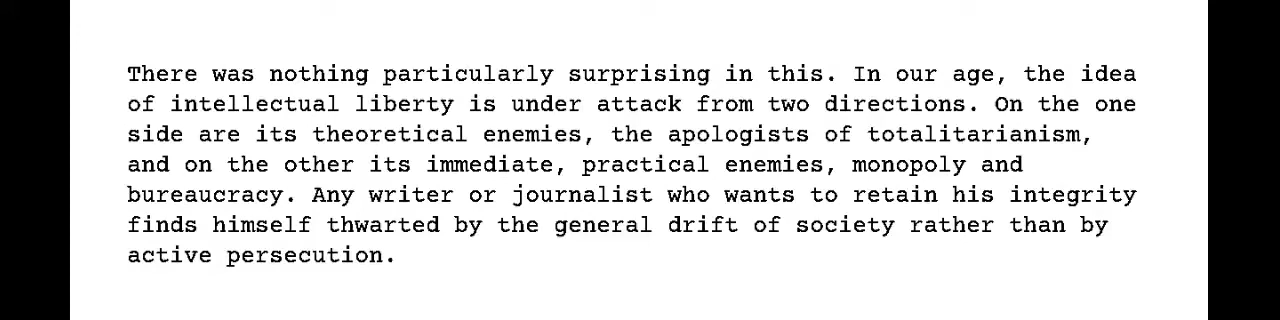 There was nothing particularly surprising in this. In our age, the idea
of intellectual liberty is under attack from two directions. On the one
side are its theoretical enemies, the apologists of totalitarianism,
and on the other its immediate, practical enemies, monopoly and
bureaucracy. Any writer or journalist who wants to retain his integrity
finds himself thwarted by the general drift of society rather than by
active persecution.